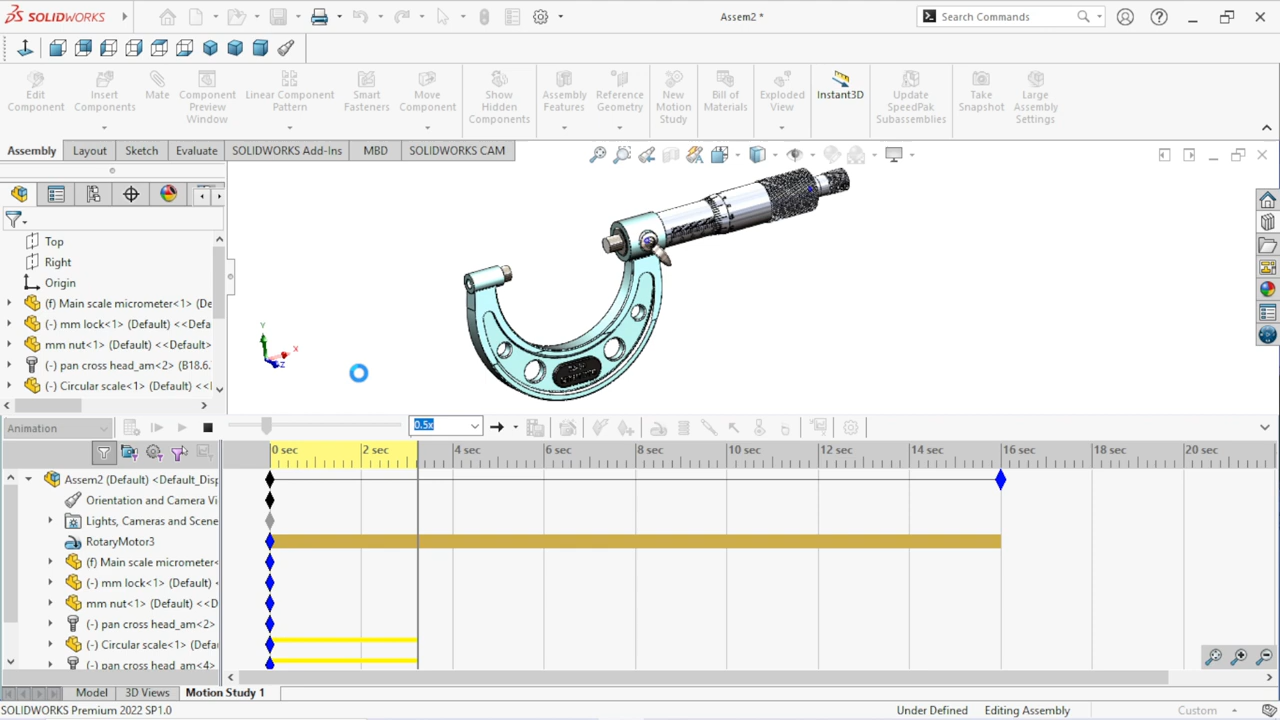 SOLIDWORKS
Assem2 *
Search Commands
Edit Component
Insert Components
Mate
Component Preview Window
Linear Component Pattern
Smart Fasteners
Move Component
Show Hidden Components
Assembly Features
Reference Geometry
New Motion Study
Bill of Materials
Exploded View
Instant3D
Update SpeedPak Subassemblies
Take Snapshot
Large Assembly Settings
Assembly
Layout
Sketch
Evaluate
SOLIDWORKS Add-Ins
MBD
SOLIDWORKS CAM
Top
Right
Origin
(f) Main scale micrometer<1> (De
(-) mm lock<1> (Default) <<Defa
mm nut<1> (Default) <<Defau
(-) pan cross head_am<2> (B18.6.
(-) Circular scale<1> (Default) <<
Y
X
Z
Animation
0.5x
0 sec
2 sec
4 sec
6 sec
8 sec
10 sec
12 sec
14 sec
16 sec
18 sec
20 sec
Assem2 (Default) <Default_Disp
Orientation and Camera Vi
Lights, Cameras and Scene
RotaryMotor3
(f) Main scale micrometer<
(-) mm lock<1> (Default)
mm nut<1> (Default) <<D
(-) pan cross head_am<2>
(-) Circular scale<1> (Defau
(-) pan cross head_am<4>
Model
3D Views
Motion Study 1
SOLIDWORKS Premium 2022 SP1.0
Under Defined
Editing Assembly
Custom